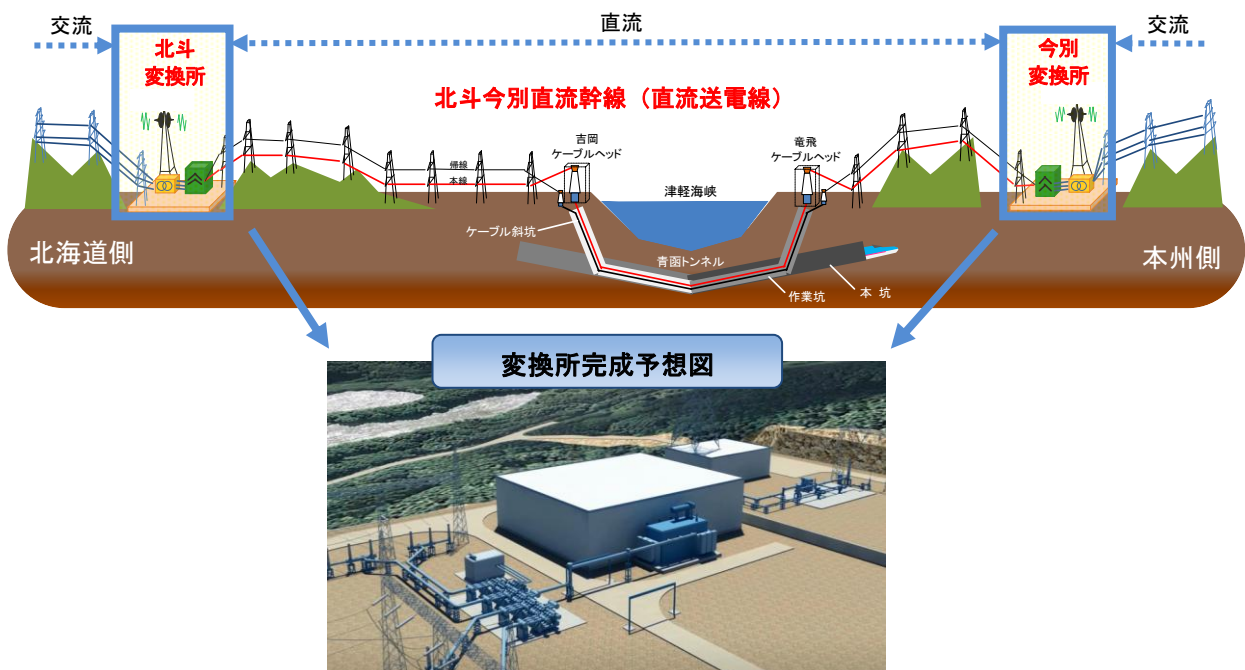 交流
直流
交流
北斗
変換所
今別
変換所
北斗今別直流幹線（直流送電線）
吉岡
ケーブルヘッド
竜飛
ケーブルヘッド
帰線
本線
津軽海峡
ケーブル斜坑
青函トンネル
北海道側
本州側
作業坑
本 坑
変換所完成予想図